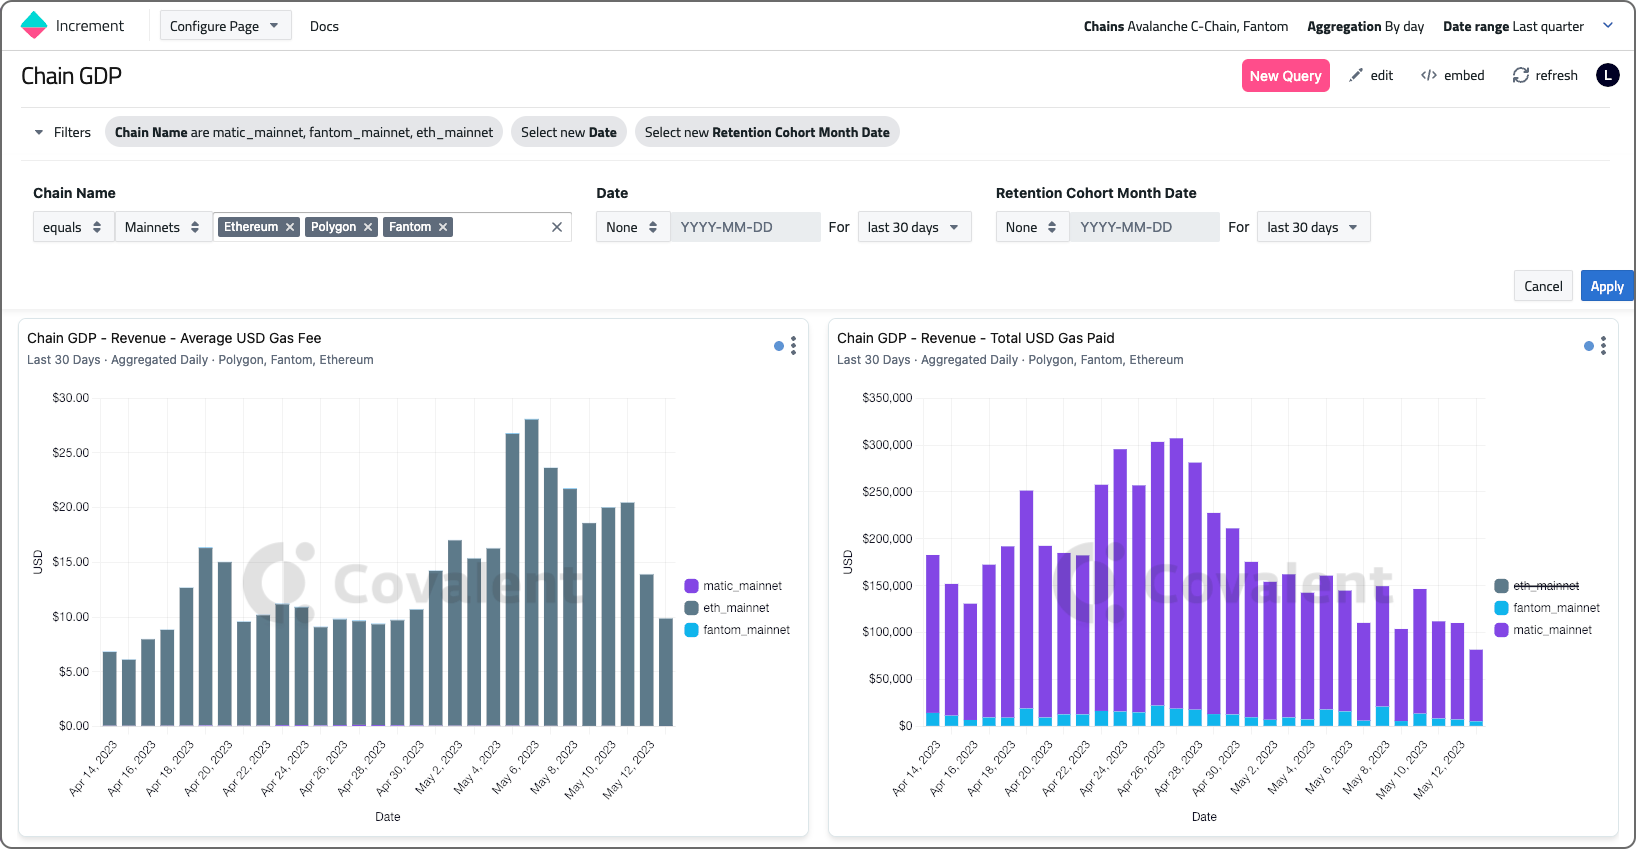 Increment
Configure Page
Docs
Chains Avalanche C-Chain, Fantom
Aggregation By day
Date range Last quarter
Chain GDP
New Query
edit
</> embed
refresh
L
Filters
Chain Name are matic_mainnet, fantom_mainnet, eth_mainnet
Select new Date
Select new Retention Cohort Month Date
Chain Name
equals
Mainnets
Ethereum ×
Polygon ×
Fantom ×
Date
None
YYYY-MM-DD
For
last 30 days
Retention Cohort Month Date
None
YYYY-MM-DD
For
last 30 days
Cancel
Apply
Chain GDP - Revenue - Average USD Gas Fee
Last 30 Days · Aggregated Daily · Polygon, Fantom, Ethereum
$30.00
$25.00
$20.00
$15.00
$10.00
$5.00
$0.00
USD
Covalent
matic_mainnet
eth_mainnet
fantom_mainnet
Apr 14, 2023
Apr 16, 2023
Apr 18, 2023
Apr 20, 2023
Apr 22, 2023
Apr 24, 2023
Apr 26, 2023
Apr 28, 2023
Apr 30, 2023
May 2, 2023
May 4, 2023
May 6, 2023
May 8, 2023
May 10, 2023
May 12, 2023
Date
Chain GDP - Revenue - Total USD Gas Paid
Last 30 Days · Aggregated Daily · Polygon, Fantom, Ethereum
$350,000
$300,000
$250,000
$200,000
$150,000
$100,000
$50,000
$0
USD
Covalent
eth_mainnet
fantom_mainnet
matic_mainnet
Apr 14, 2023
Apr 16, 2023
Apr 18, 2023
Apr 20, 2023
Apr 22, 2023
Apr 24, 2023
Apr 26, 2023
Apr 28, 2023
Apr 30, 2023
May 2, 2023
May 4, 2023
May 6, 2023
May 8, 2023
May 10, 2023
May 12, 2023
Date